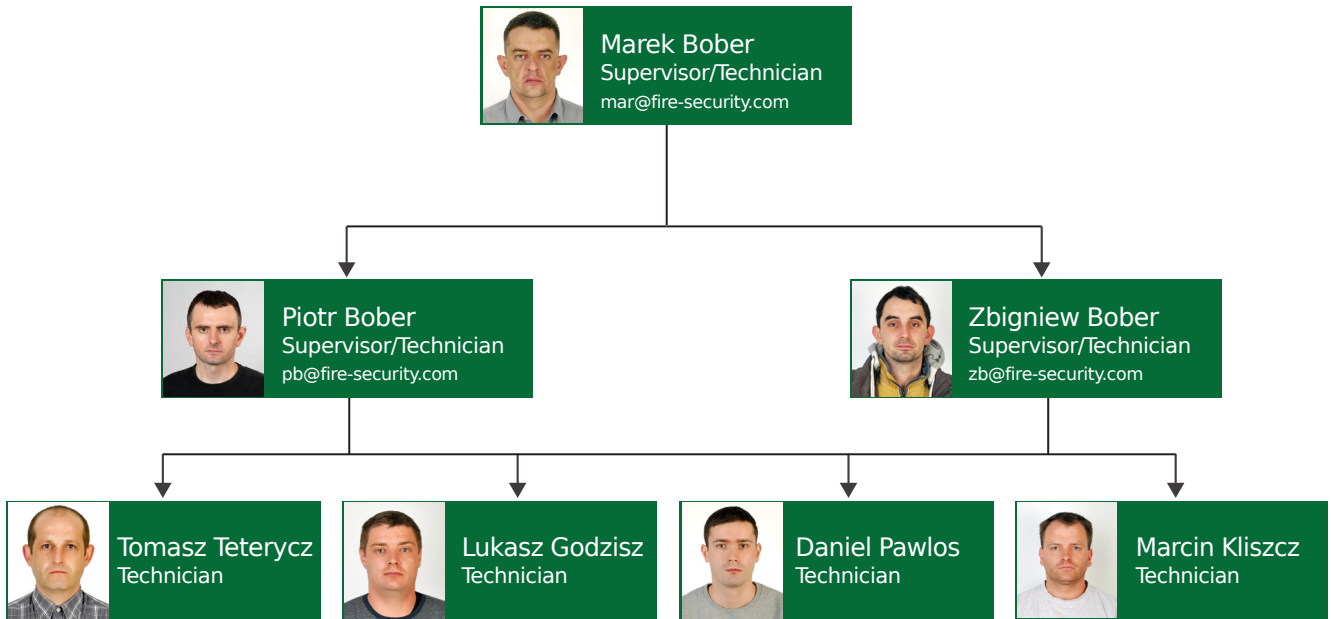 Marek Bober
Supervisor/Technician
mar@fire-security.com
Piotr Bober
Supervisor/Technician
pb@fire-security.com
Zbigniew Bober
Supervisor/Technician
zb@fire-security.com
Tomasz Teterycz
Technician
Lukasz Godzisz
Technician
Daniel Pawlos
Technician
Marcin Kliszcz
Technician